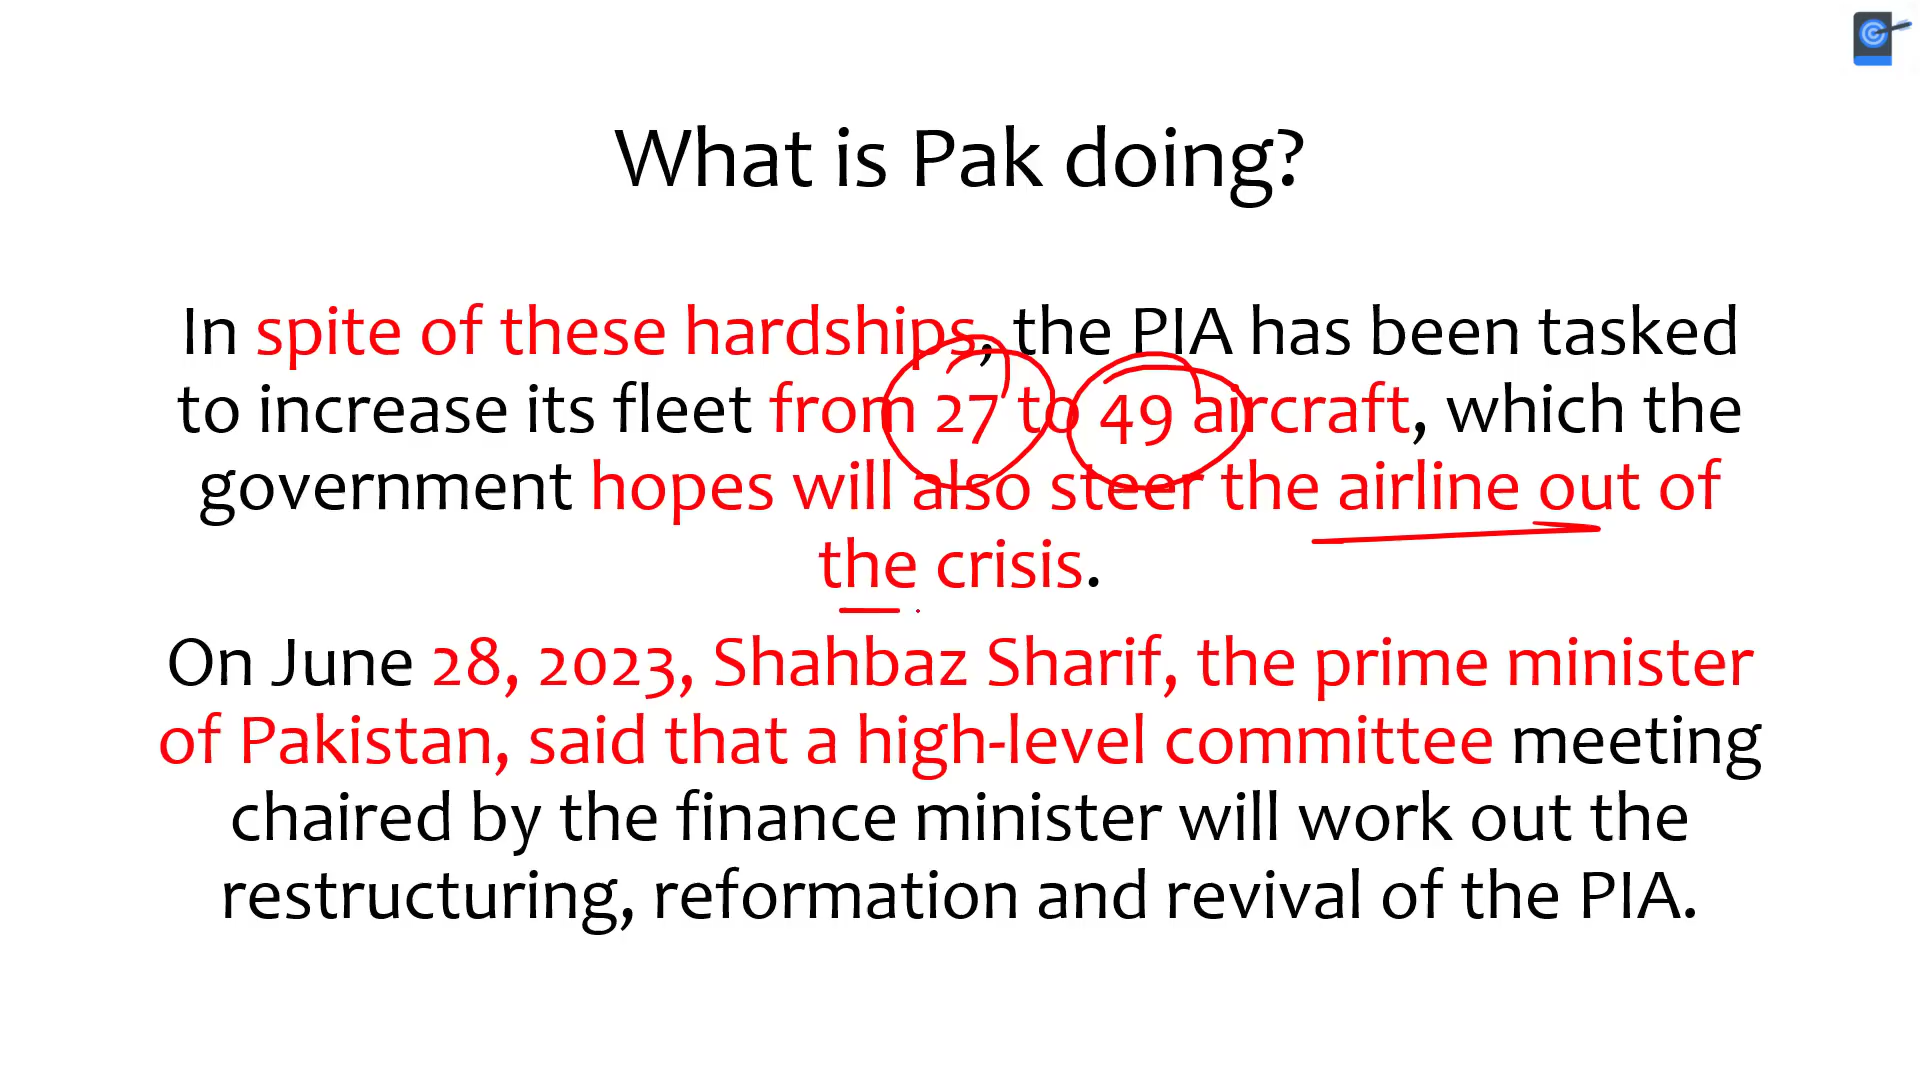 What is Pak doing?
In spite of these hardships, the PIA has been tasked
to increase its fleet from 27 to 49 aircraft, which the
government hopes will also steer the airline out of
the crisis.
On June 28, 2023, Shahbaz Sharif, the prime minister
of Pakistan, said that a high-level committee meeting
chaired by the finance minister will work out the
restructuring, reformation and revival of the PIA.